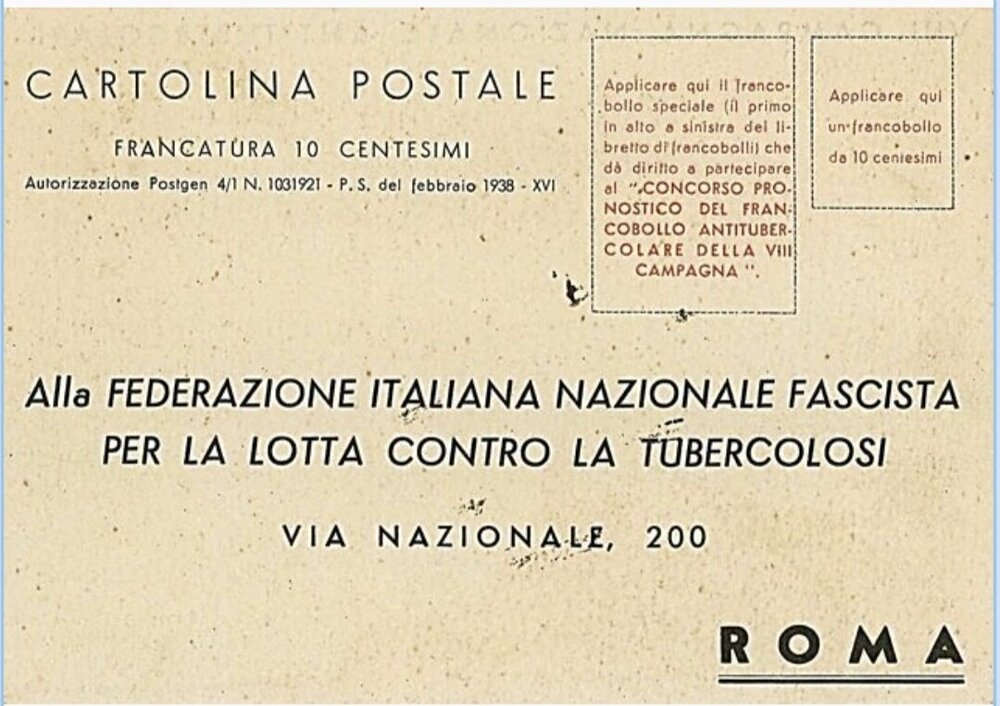 CARTOLINA POSTALE
FRANCATURA 10 CENTESIMI
Autorizzazione Postgen 4/1 N. 1031921 - P. S. del febbraio 1938 - XVI
Applicare qui il franco-
bollo speciale (il primo
in alto a sinistra del li-
bretto di francobolli) che
dà diritto a partecipare
al "CONCORSO PRO-
NOSTICO DEL FRAN-
COBOLLO ANTITUBER-
COLARE DELLA VIII
CAMPAGNA".
Applicare qui
un francobollo
da 10 centesimi
Alla FEDERAZIONE ITALIANA NAZIONALE FASCISTA
PER LA LOTTA CONTRO LA TUBERCOLOSI
VIA NAZIONALE, 200
ROMA